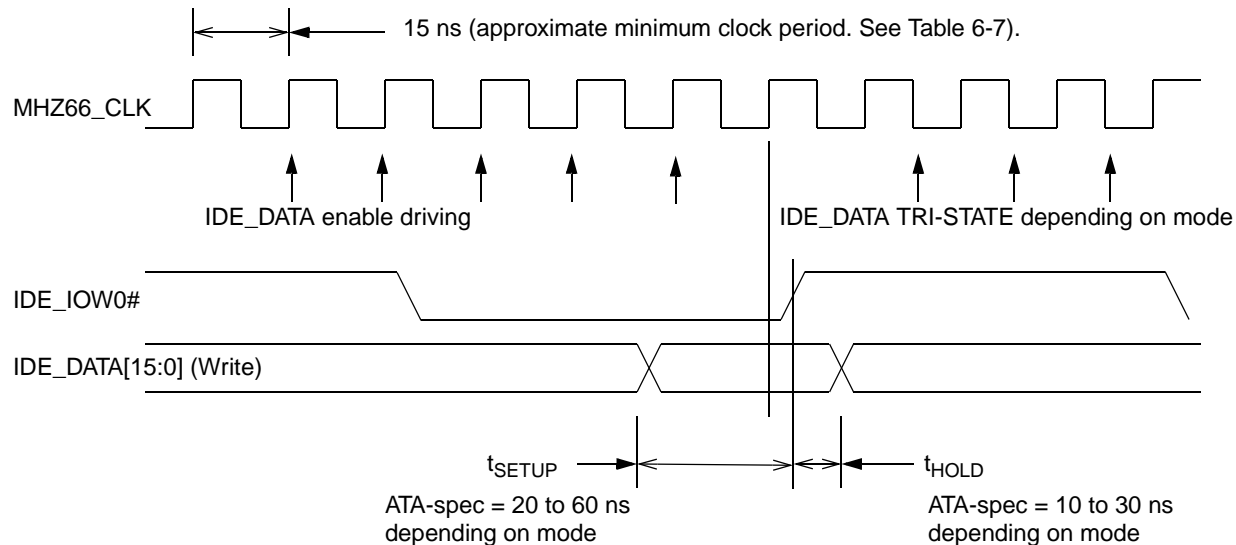 15 ns (approximate minimum clock period. See Table 6-7).
MHZ66_CLK
IDE_DATA enable driving
IDE_DATA TRI-STATE depending on mode
IDE_IOW0#
IDE_DATA[15:0] (Write)
tSETUP
tHOLD
ATA-spec = 20 to 60 ns
depending on mode
ATA-spec = 10 to 30 ns
depending on mode